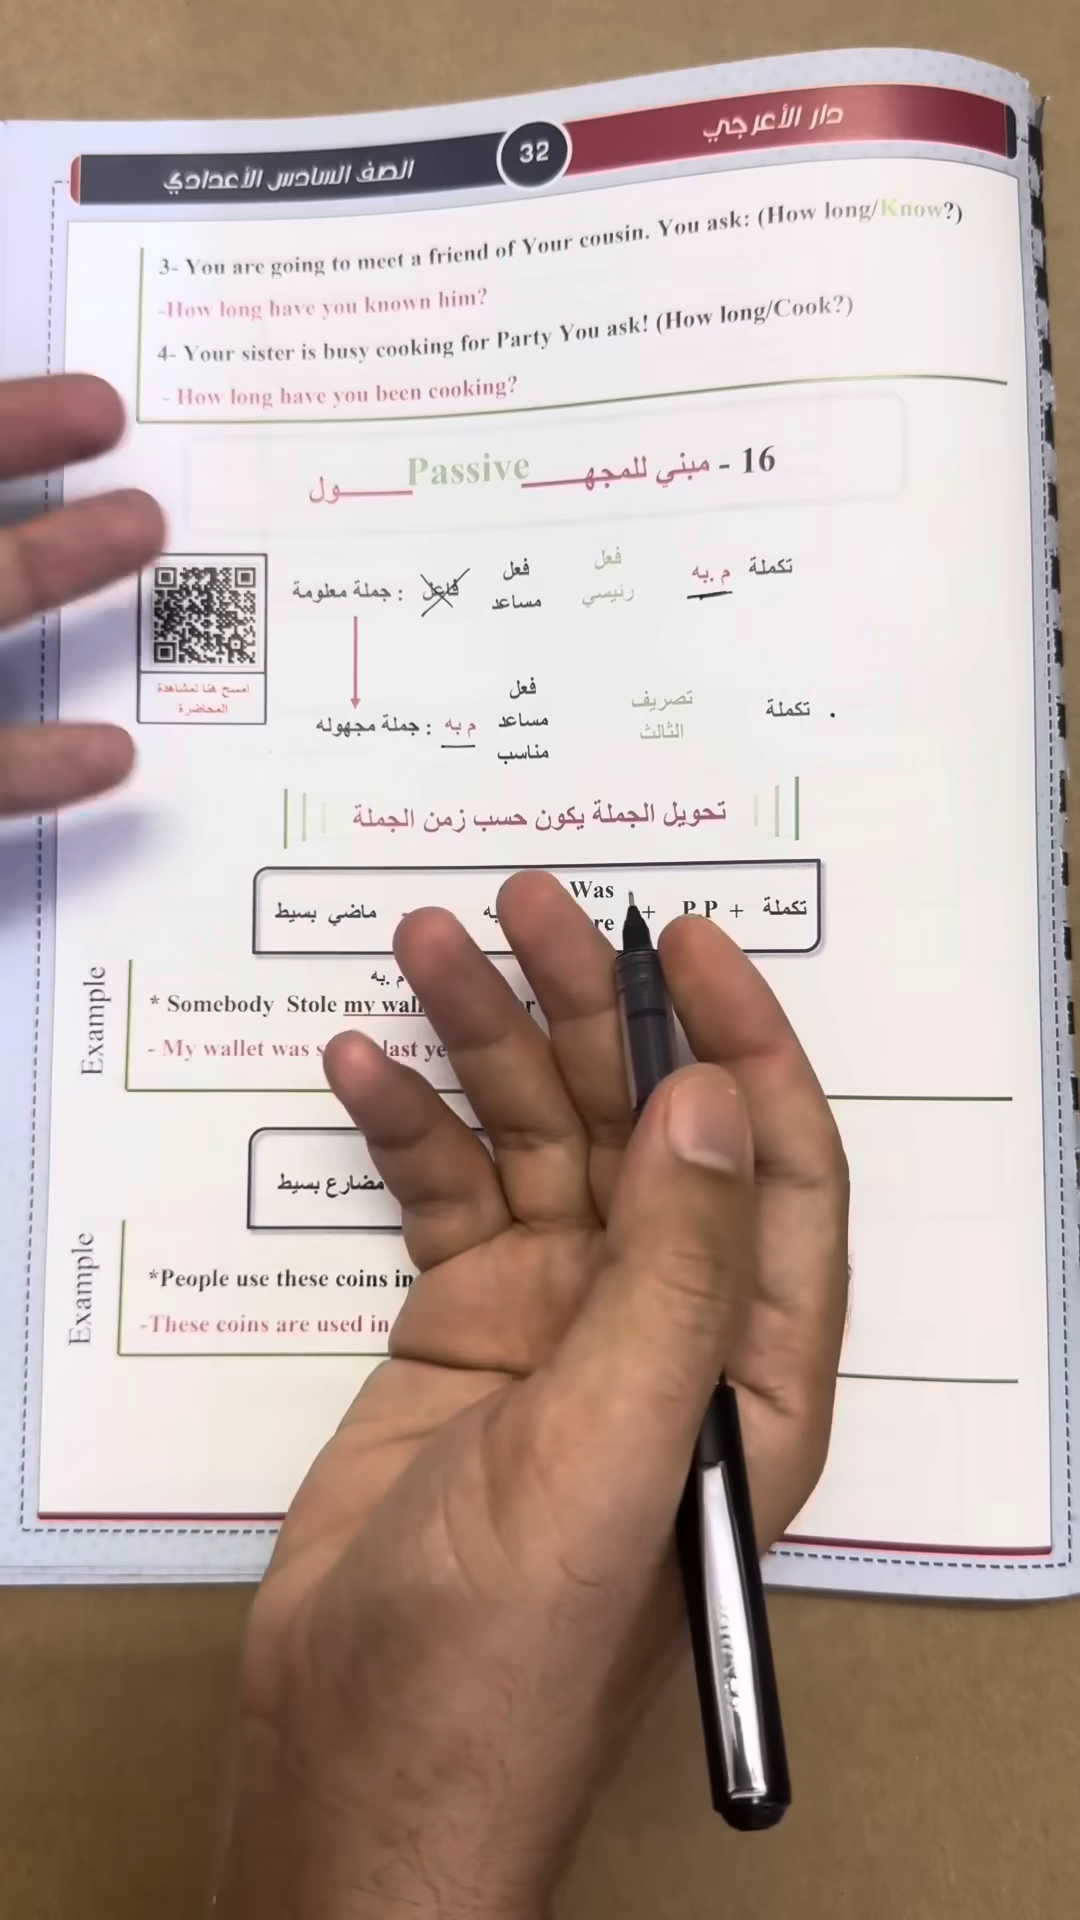 الصف السادس الأعدادي 32 دار الأعرجي
3- You are going to meet a friend of Your cousin. You ask: (How long/Know?)
-How long have you known him?
4- Your sister is busy cooking for Party You ask! (How long/Cook?)
- How long have you been cooking?
16 - مبني للمجهـــــول Passive
جملة معلومة : فاعل فعل مساعد فعل رئيسي م.به تكملة
امسح هنا لمشاهدة المحاضرة
جملة مجهوله : م به فعل مساعد مناسب تصريف الثالث تكملة .
تحويل الجملة يكون حسب زمن الجملة
ماضي بسيط Was + P.P + تكملة
Example
م.به
* Somebody Stole my
- My wallet was last
مضارع بسيط
Example
*People use these coins in
-These coins are used in